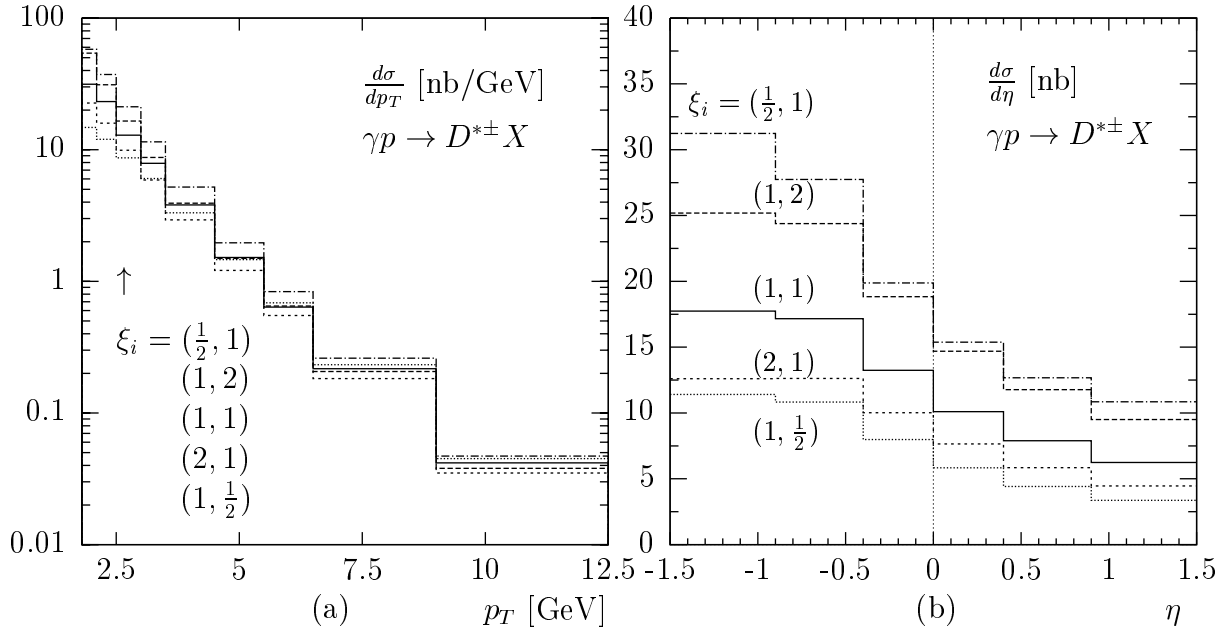 100
10
1
0.1
0.01
2.5 5 7.5 10 12.5
dσ/dp_T [nb/GeV]
γp → D*± X
↑
ξ_i = (1/2, 1)
(1, 2)
(1, 1)
(2, 1)
(1, 1/2)
(a)
p_T [GeV]
40
35
30
25
20
15
10
5
0
-1.5 -1 -0.5 0 0.5 1 1.5
dσ/dη [nb]
γp → D*± X
ξ_i = (1/2, 1)
(1, 2)
(1, 1)
(2, 1)
(1, 1/2)
(b)
η